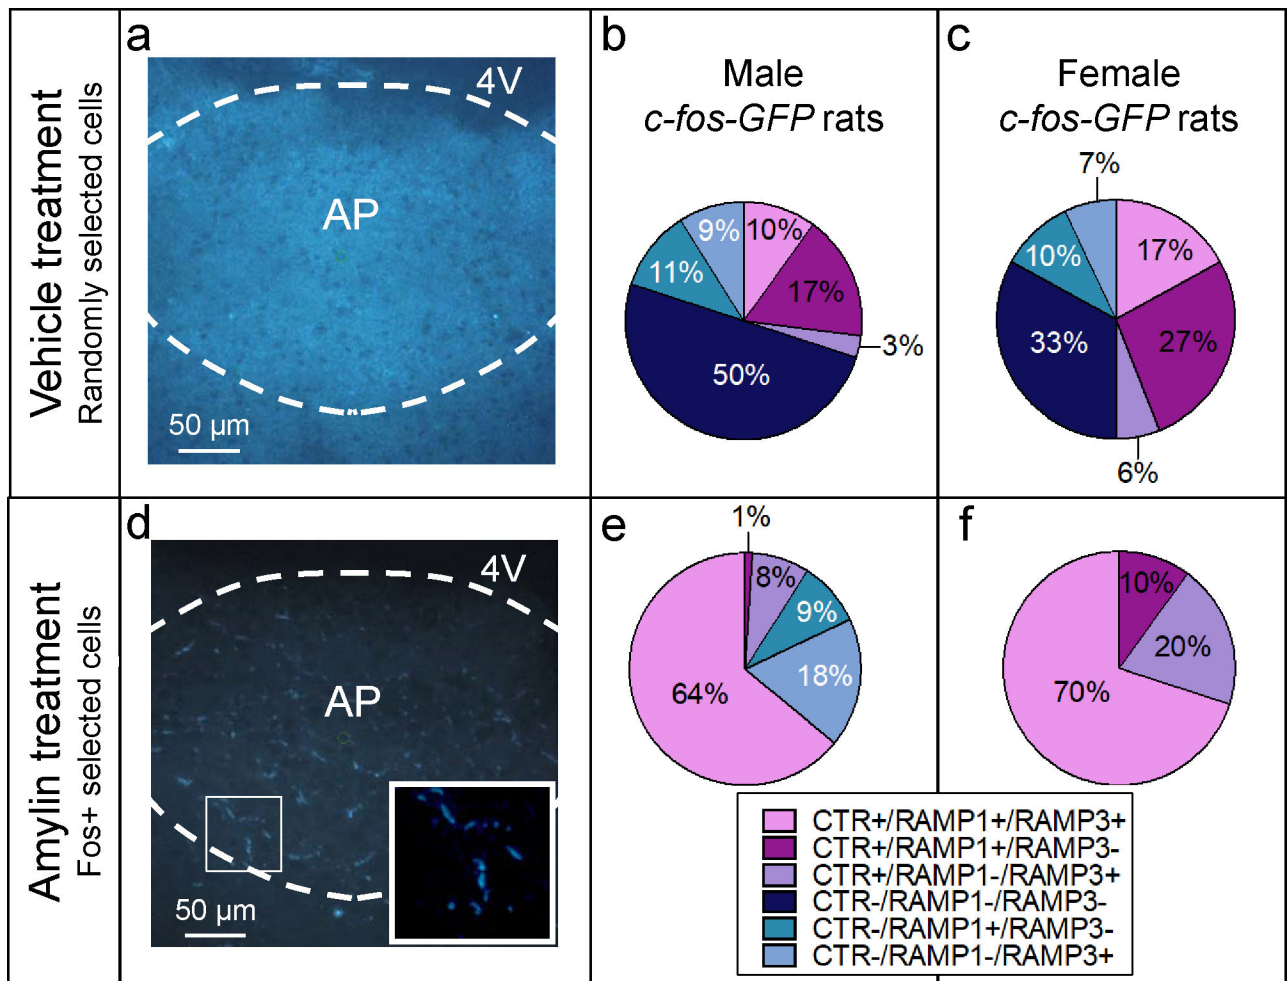 Vehicle treatment
Randomly selected cells
a
4V
AP
50 µm
b
Male
c-fos-GFP rats
10%
17%
3%
50%
11%
9%
c
Female
c-fos-GFP rats
7%
17%
27%
6%
33%
10%
Amylin treatment
Fos+ selected cells
d
4V
AP
50 µm
e
1%
8%
9%
18%
64%
f
10%
20%
70%
CTR+/RAMP1+/RAMP3+
CTR+/RAMP1+/RAMP3-
CTR+/RAMP1-/RAMP3+
CTR-/RAMP1-/RAMP3-
CTR-/RAMP1+/RAMP3-
CTR-/RAMP1-/RAMP3+